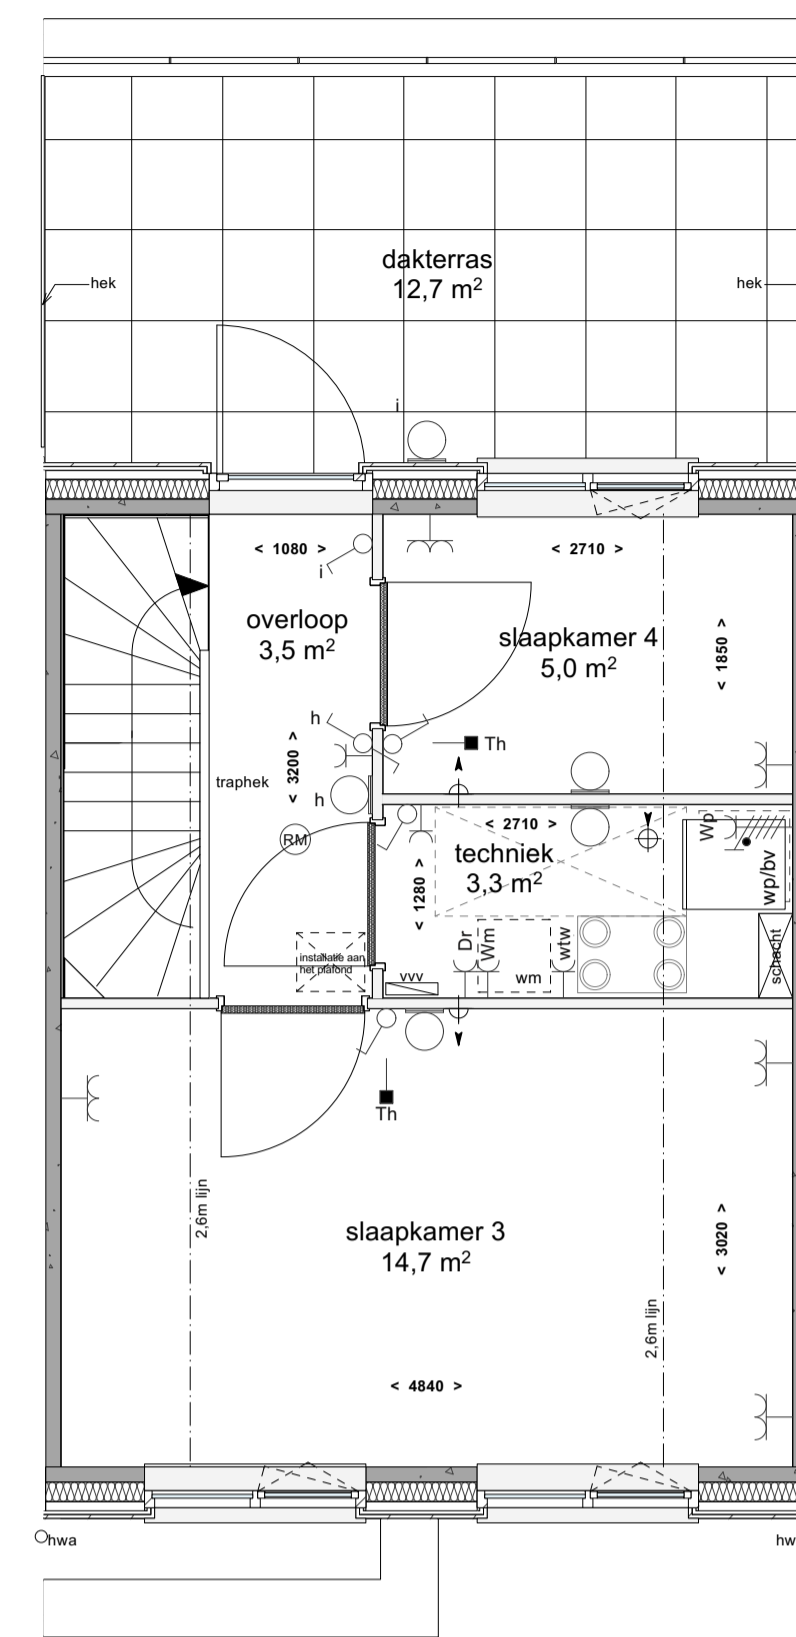 dakterras
12,7 m²
hek
hek
i
< 1080 >
< 2710 >
i
overloop
3,5 m²
slaapkamer 4
5,0 m²
< 1850 >
h
Th
< 3200 >
traphek
h
RM
< 2710 >
techniek
3,3 m²
< 1280 >
Wp
wp/bv
Dr
Wm
wtw
wm
vvv
schacht
installatie aan
het plafond
Th
2,6m lijn
slaapkamer 3
14,7 m²
< 3020 >
2,6m lijn
< 4840 >
hwa
hw